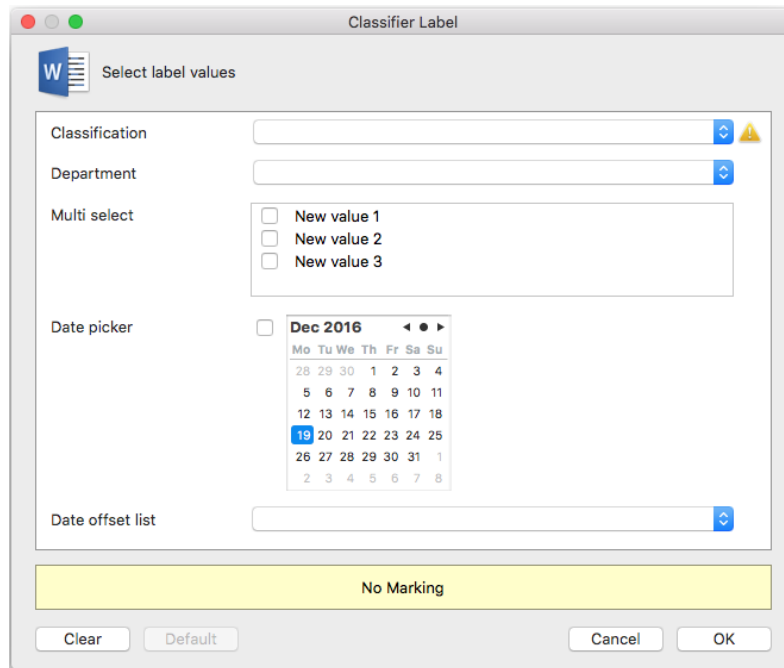 Classifier Label
W
Select label values
Classification
Department
Multi select
New value 1
New value 2
New value 3
Date picker
Dec 2016
Mo Tu We Th Fr Sa Su
28 29 30 1 2 3 4
5 6 7 8 9 10 11
12 13 14 15 16 17 18
19 20 21 22 23 24 25
26 27 28 29 30 31 1
2 3 4 5 6 7 8
Date offset list
No Marking
Clear Default Cancel OK